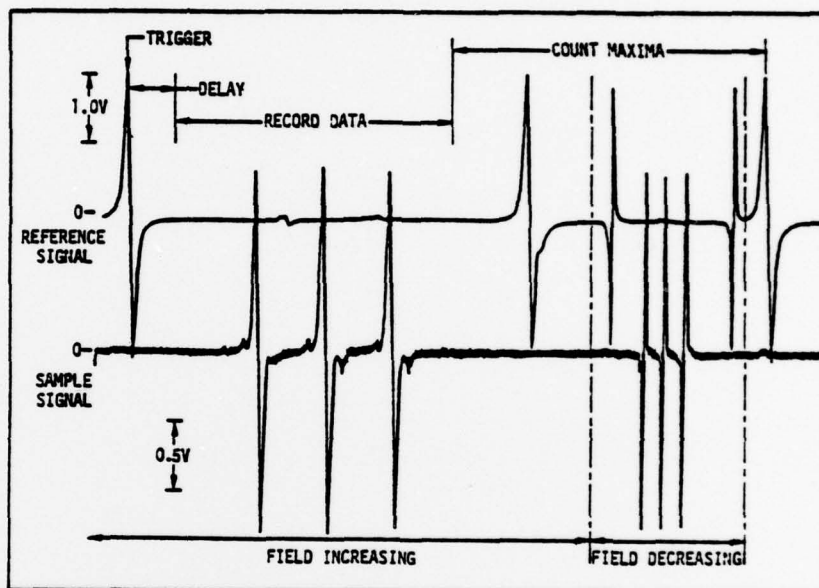 TRIGGER
COUNT MAXIMA
DELAY
1.0V
RECORD DATA
0-
REFERENCE
SIGNAL
0-
SAMPLE
SIGNAL
0.5V
FIELD INCREASING
FIELD DECREASING